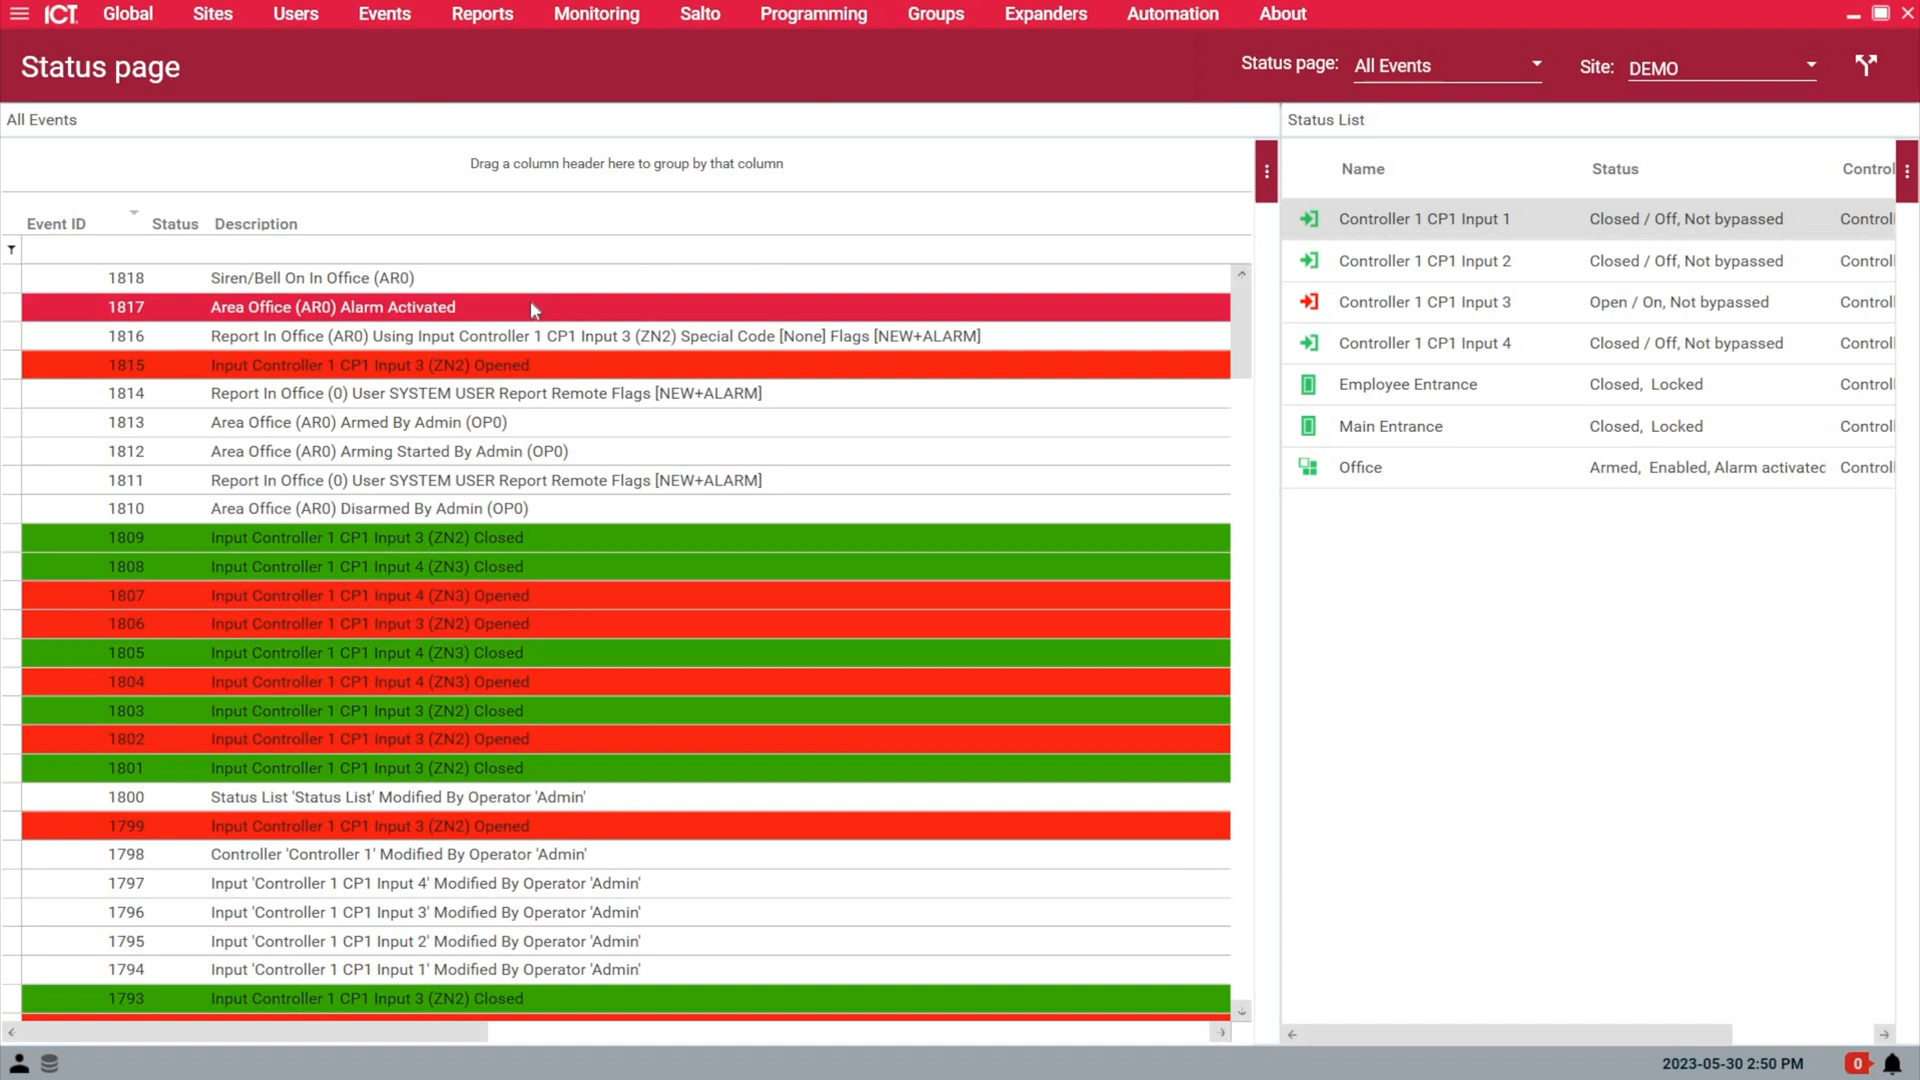 ICT Global Sites Users Events Reports Monitoring Salto Programming Groups Expanders Automation About
Status page Status page: All Events Site: DEMO
All Events
Drag a column header here to group by that column
Event ID Status Description
1818 Siren/Bell On In Office (AR0)
1817 Area Office (AR0) Alarm Activated
1816 Report In Office (AR0) Using Input Controller 1 CP1 Input 3 (ZN2) Special Code [None] Flags [NEW+ALARM]
1815 Input Controller 1 CP1 Input 3 (ZN2) Opened
1814 Report In Office (0) User SYSTEM USER Report Remote Flags [NEW+ALARM]
1813 Area Office (AR0) Armed By Admin (OP0)
1812 Area Office (AR0) Arming Started By Admin (OP0)
1811 Report In Office (0) User SYSTEM USER Report Remote Flags [NEW+ALARM]
1810 Area Office (AR0) Disarmed By Admin (OP0)
1809 Input Controller 1 CP1 Input 3 (ZN2) Closed
1808 Input Controller 1 CP1 Input 4 (ZN3) Closed
1807 Input Controller 1 CP1 Input 4 (ZN3) Opened
1806 Input Controller 1 CP1 Input 3 (ZN2) Opened
1805 Input Controller 1 CP1 Input 4 (ZN3) Closed
1804 Input Controller 1 CP1 Input 4 (ZN3) Opened
1803 Input Controller 1 CP1 Input 3 (ZN2) Closed
1802 Input Controller 1 CP1 Input 3 (ZN2) Opened
1801 Input Controller 1 CP1 Input 3 (ZN2) Closed
1800 Status List 'Status List' Modified By Operator 'Admin'
1799 Input Controller 1 CP1 Input 3 (ZN2) Opened
1798 Controller 'Controller 1' Modified By Operator 'Admin'
1797 Input 'Controller 1 CP1 Input 4' Modified By Operator 'Admin'
1796 Input 'Controller 1 CP1 Input 3' Modified By Operator 'Admin'
1795 Input 'Controller 1 CP1 Input 2' Modified By Operator 'Admin'
1794 Input 'Controller 1 CP1 Input 1' Modified By Operator 'Admin'
1793 Input Controller 1 CP1 Input 3 (ZN2) Closed
Status List
Name Status Control
Controller 1 CP1 Input 1 Closed / Off, Not bypassed Control
Controller 1 CP1 Input 2 Closed / Off, Not bypassed Control
Controller 1 CP1 Input 3 Open / On, Not bypassed Control
Controller 1 CP1 Input 4 Closed / Off, Not bypassed Control
Employee Entrance Closed, Locked Control
Main Entrance Closed, Locked Control
Office Armed, Enabled, Alarm activated Control
2023-05-30 2:50 PM 0